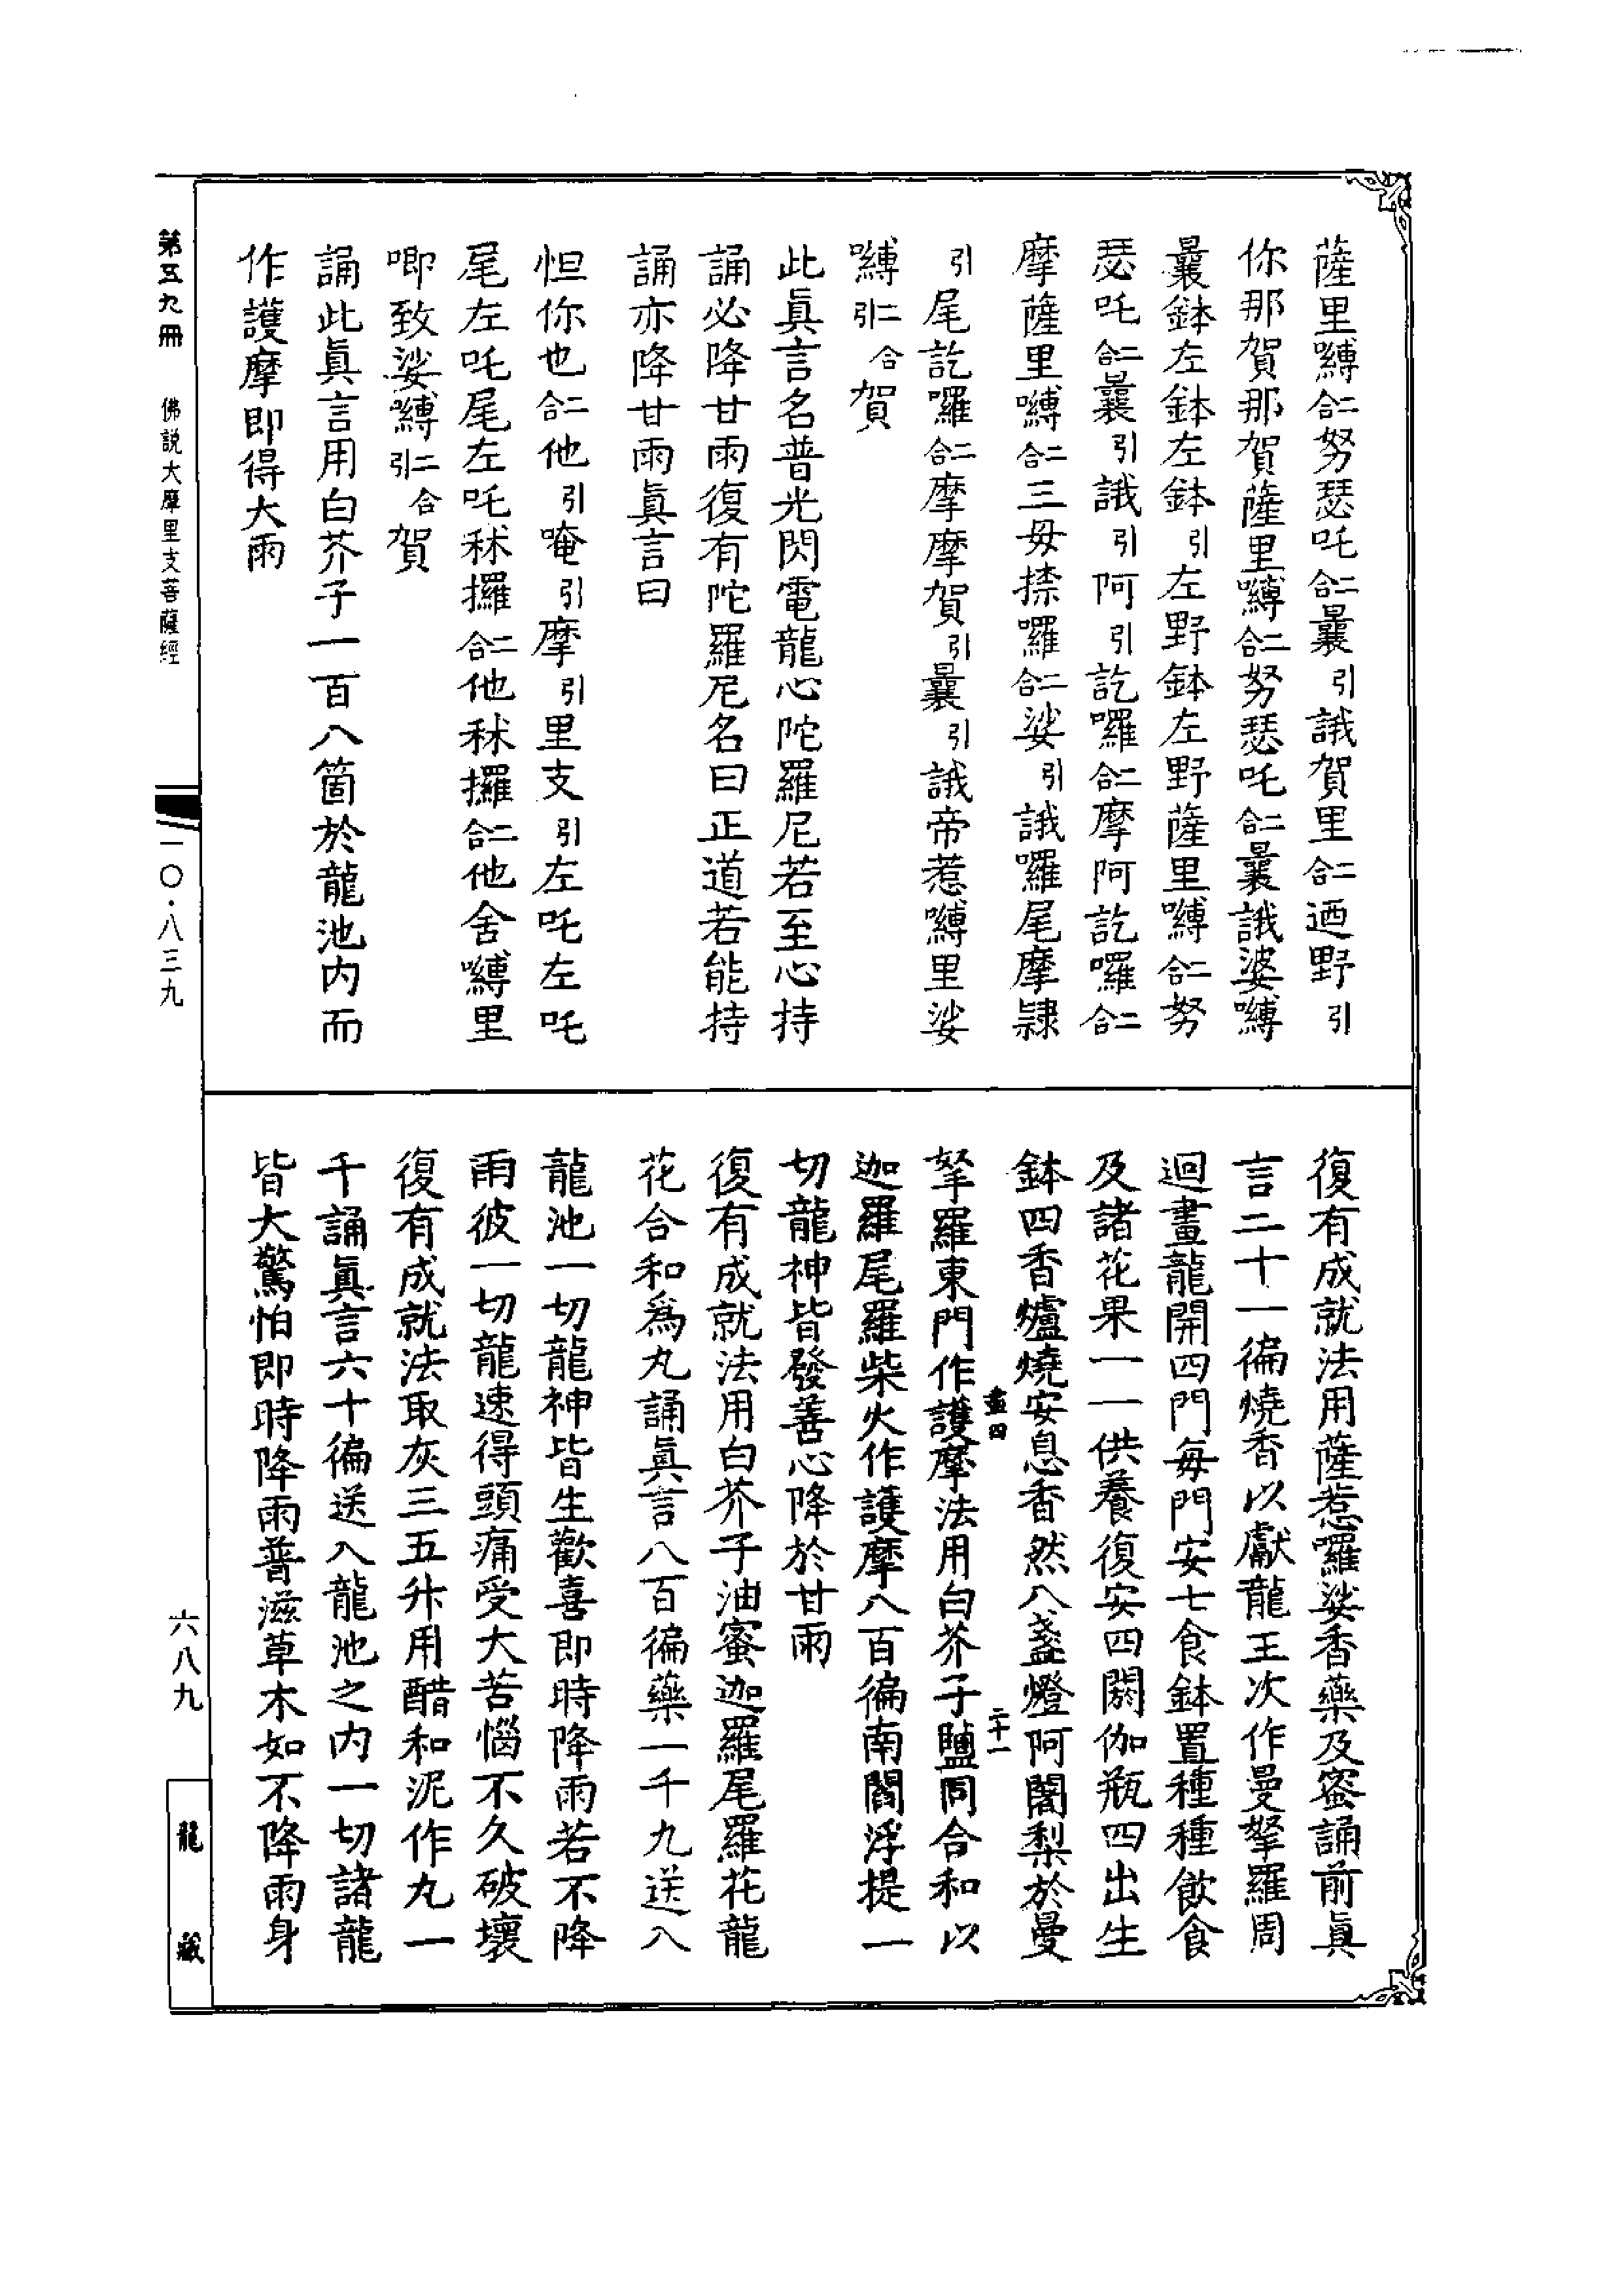 薩里嚩二合努瑟吒二合曩引誐賀里二合迺野引
你那賀那賀薩里嚩二合努瑟吒二合曩誐婆嚩
曩鉢左鉢左鉢引左野鉢左野薩里嚩二合努
瑟吒二合曩引誐引阿引訖囉二合摩阿訖囉二合
摩薩里嚩二合三毋捺囉二合娑引誐囉尾摩隸
引尾訖囉二合摩摩賀引曩引誐帝惹嚩里娑
嚩二合引賀
此眞言名普光閃電龍心陀羅尼若至心持
誦必降甘雨復有陀羅尼名曰正道若能持
誦亦降甘雨眞言曰
怛你也二合他引唵引摩引里支引左吒左吒
尾左吒尾左吒秫攞二合他秫攞二合他舍嚩里
唧致娑嚩二合引賀
誦此眞言用白芥子一百八箇於龍池内而
作護摩即得大雨
復有成就法用薩惹囉娑香藥及蜜誦前眞
言二十一徧燒香以獻龍王次作曼拏羅周
迴畫龍開四門每門安七食鉢置種種飲食
及諸花果一一供養復安四閼伽瓶四出生
鉢四香爐燒安息香然八盞燈阿闍梨於曼
畫四
二十一
拏羅東門作護摩法用白芥子鹽同合和以
迦羅尾羅柴火作護摩八百徧南閻浮提一
切龍神皆發善心降於甘雨
復有成就法用白芥子油蜜迦羅尾羅花龍
花合和爲丸誦眞言八百徧藥一千丸送入
龍池一切龍神皆生歡喜即時降雨若不降
雨彼一切龍速得頭痛受大苦惱不久破壞
復有成就法取灰三五升用醋和泥作丸一
千誦眞言六十徧送入龍池之内一切諸龍
皆大驚怕即時降雨普滋草木如不降雨身
第五九冊 佛説大摩里支菩薩經
一〇·八三九
六八九
龍藏